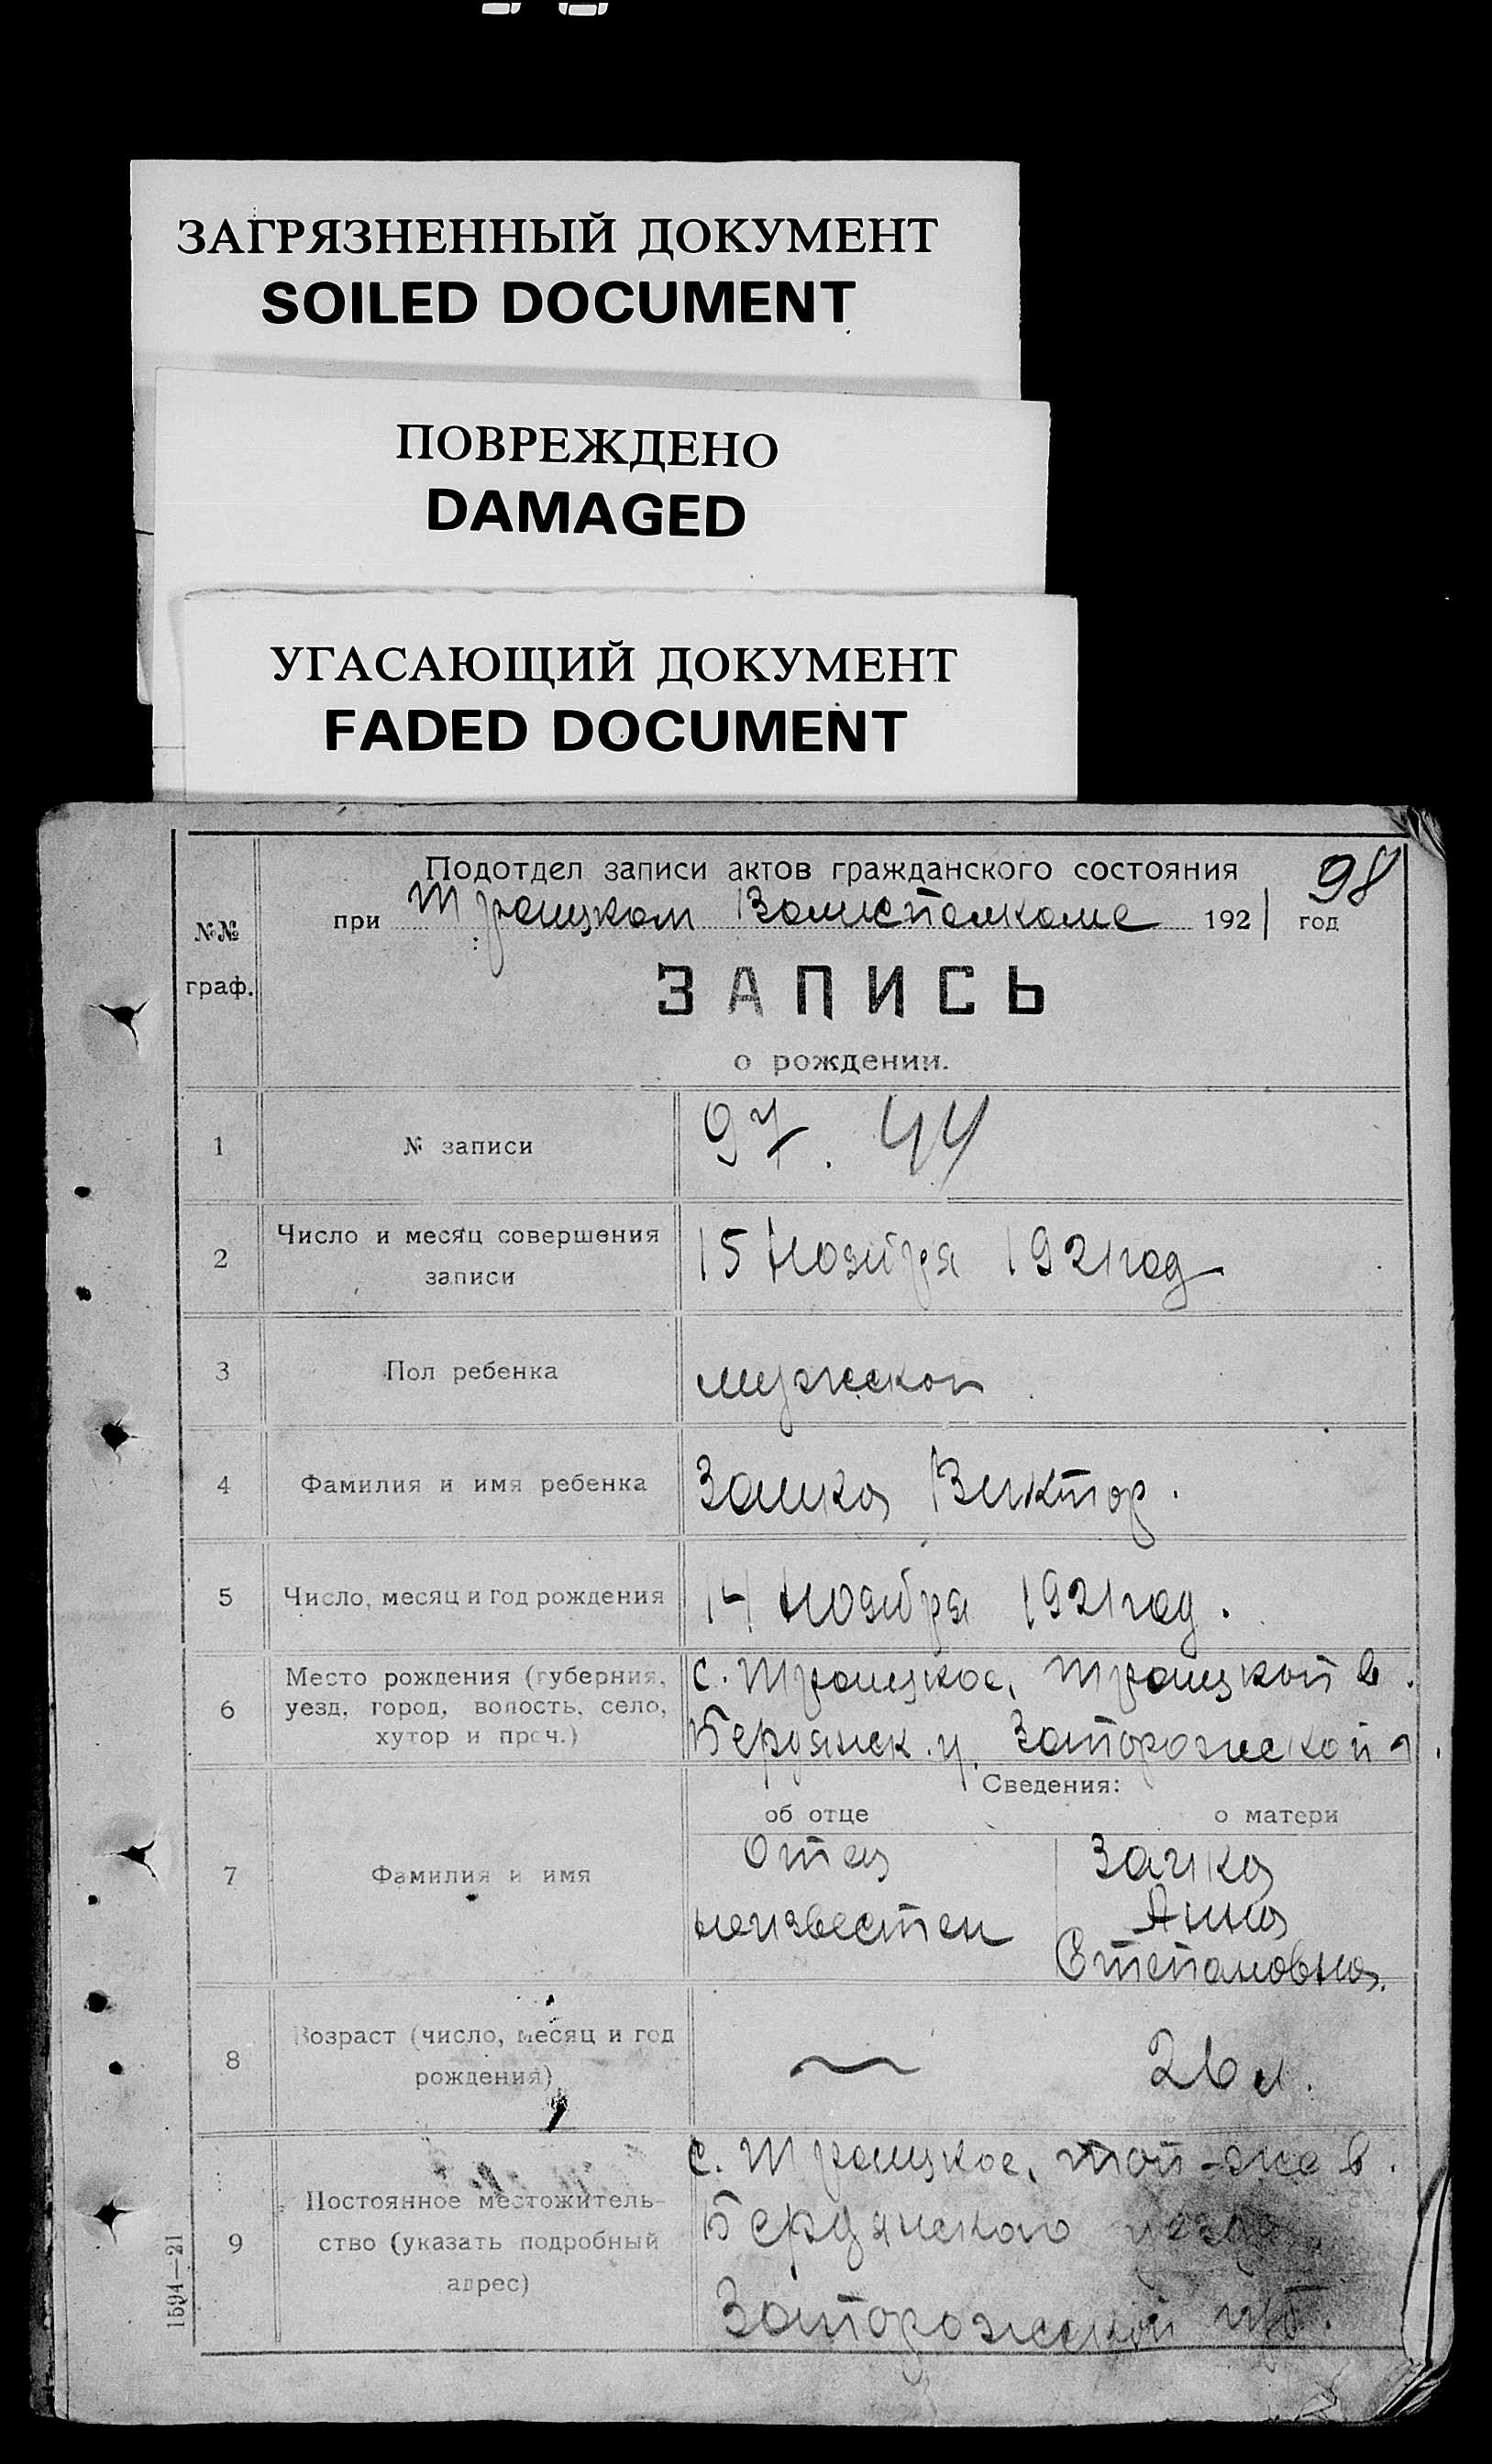 ЗАГРЯЗНЕННЫЙ ДОКУМЕНТ
SOILED DOCUMENT
ПОВРЕЖДЕНО
DAMAGED
УГАСАЮЩИЙ ДОКУМЕНТ
FADED DOCUMENT
Подотдел записи актов гражданского состояния
98
при Троицком Волисполкоме 1921 год
№№
граф.
ЗАПИСЬ
о рождении.
1 № записи 97. 44
2 Число и месяц совершения
записи
15 Ноября 1921 год
3 Пол ребенка мужской
4 Фамилия и имя ребенка Заика Виктор.
5 Число, месяц и год рождения 14 Ноября 1921 год.
6 Место рождения (губерния,
уезд, город, волость, село,
хутор и проч.)
с. Троицкое, Троицкой в.
Бердянск. у. Запорожской г.
Сведения:
об отце о матери
7 Фамилия и имя
Отец
неизвестен
Заика
Анна
Степановна.
8 Возраст (число, месяц и год
рождения)
26 л.
9 Постоянное местожитель-
ство (указать подробный
адрес)
с. Троицкое, той-же в.
Бердянского уезда,
Запорожской губ.
1594—21